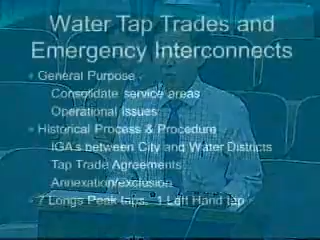 Water Tap Trades and
Emergency Interconnects
General Purpose
Consolidate service areas
Operational Issues
Historical Process & Procedure
IGA's between City and Water Districts
Tap Trade Agreements
Annexation/exclusion
7 Longs Peak taps, 1 Left Hand tap